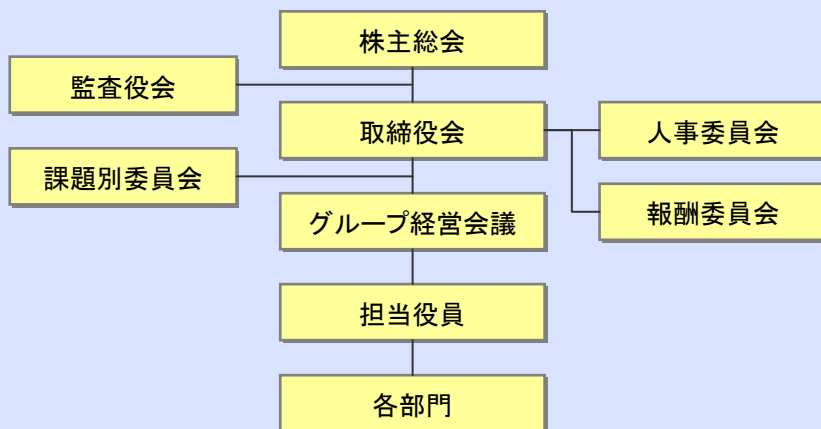 株主総会
監査役会
取締役会
人事委員会
課題別委員会
報酬委員会
グループ経営会議
担当役員
各部門